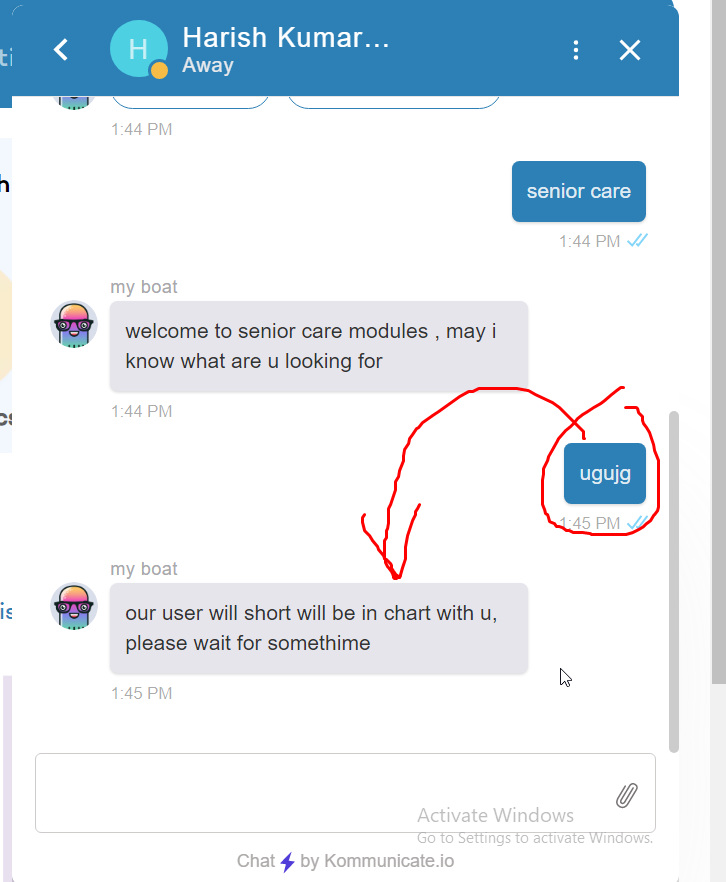 H
Harish Kumar...
Away
1:44 PM
senior care
1:44 PM
my boat
welcome to senior care modules , may i
know what are u looking for
1:44 PM
ugujg
1:45 PM
my boat
our user will short will be in chart with u,
please wait for somethime
1:45 PM
Activate Windows
Go to Settings to activate Windows.
Chat by Kommunicate.io